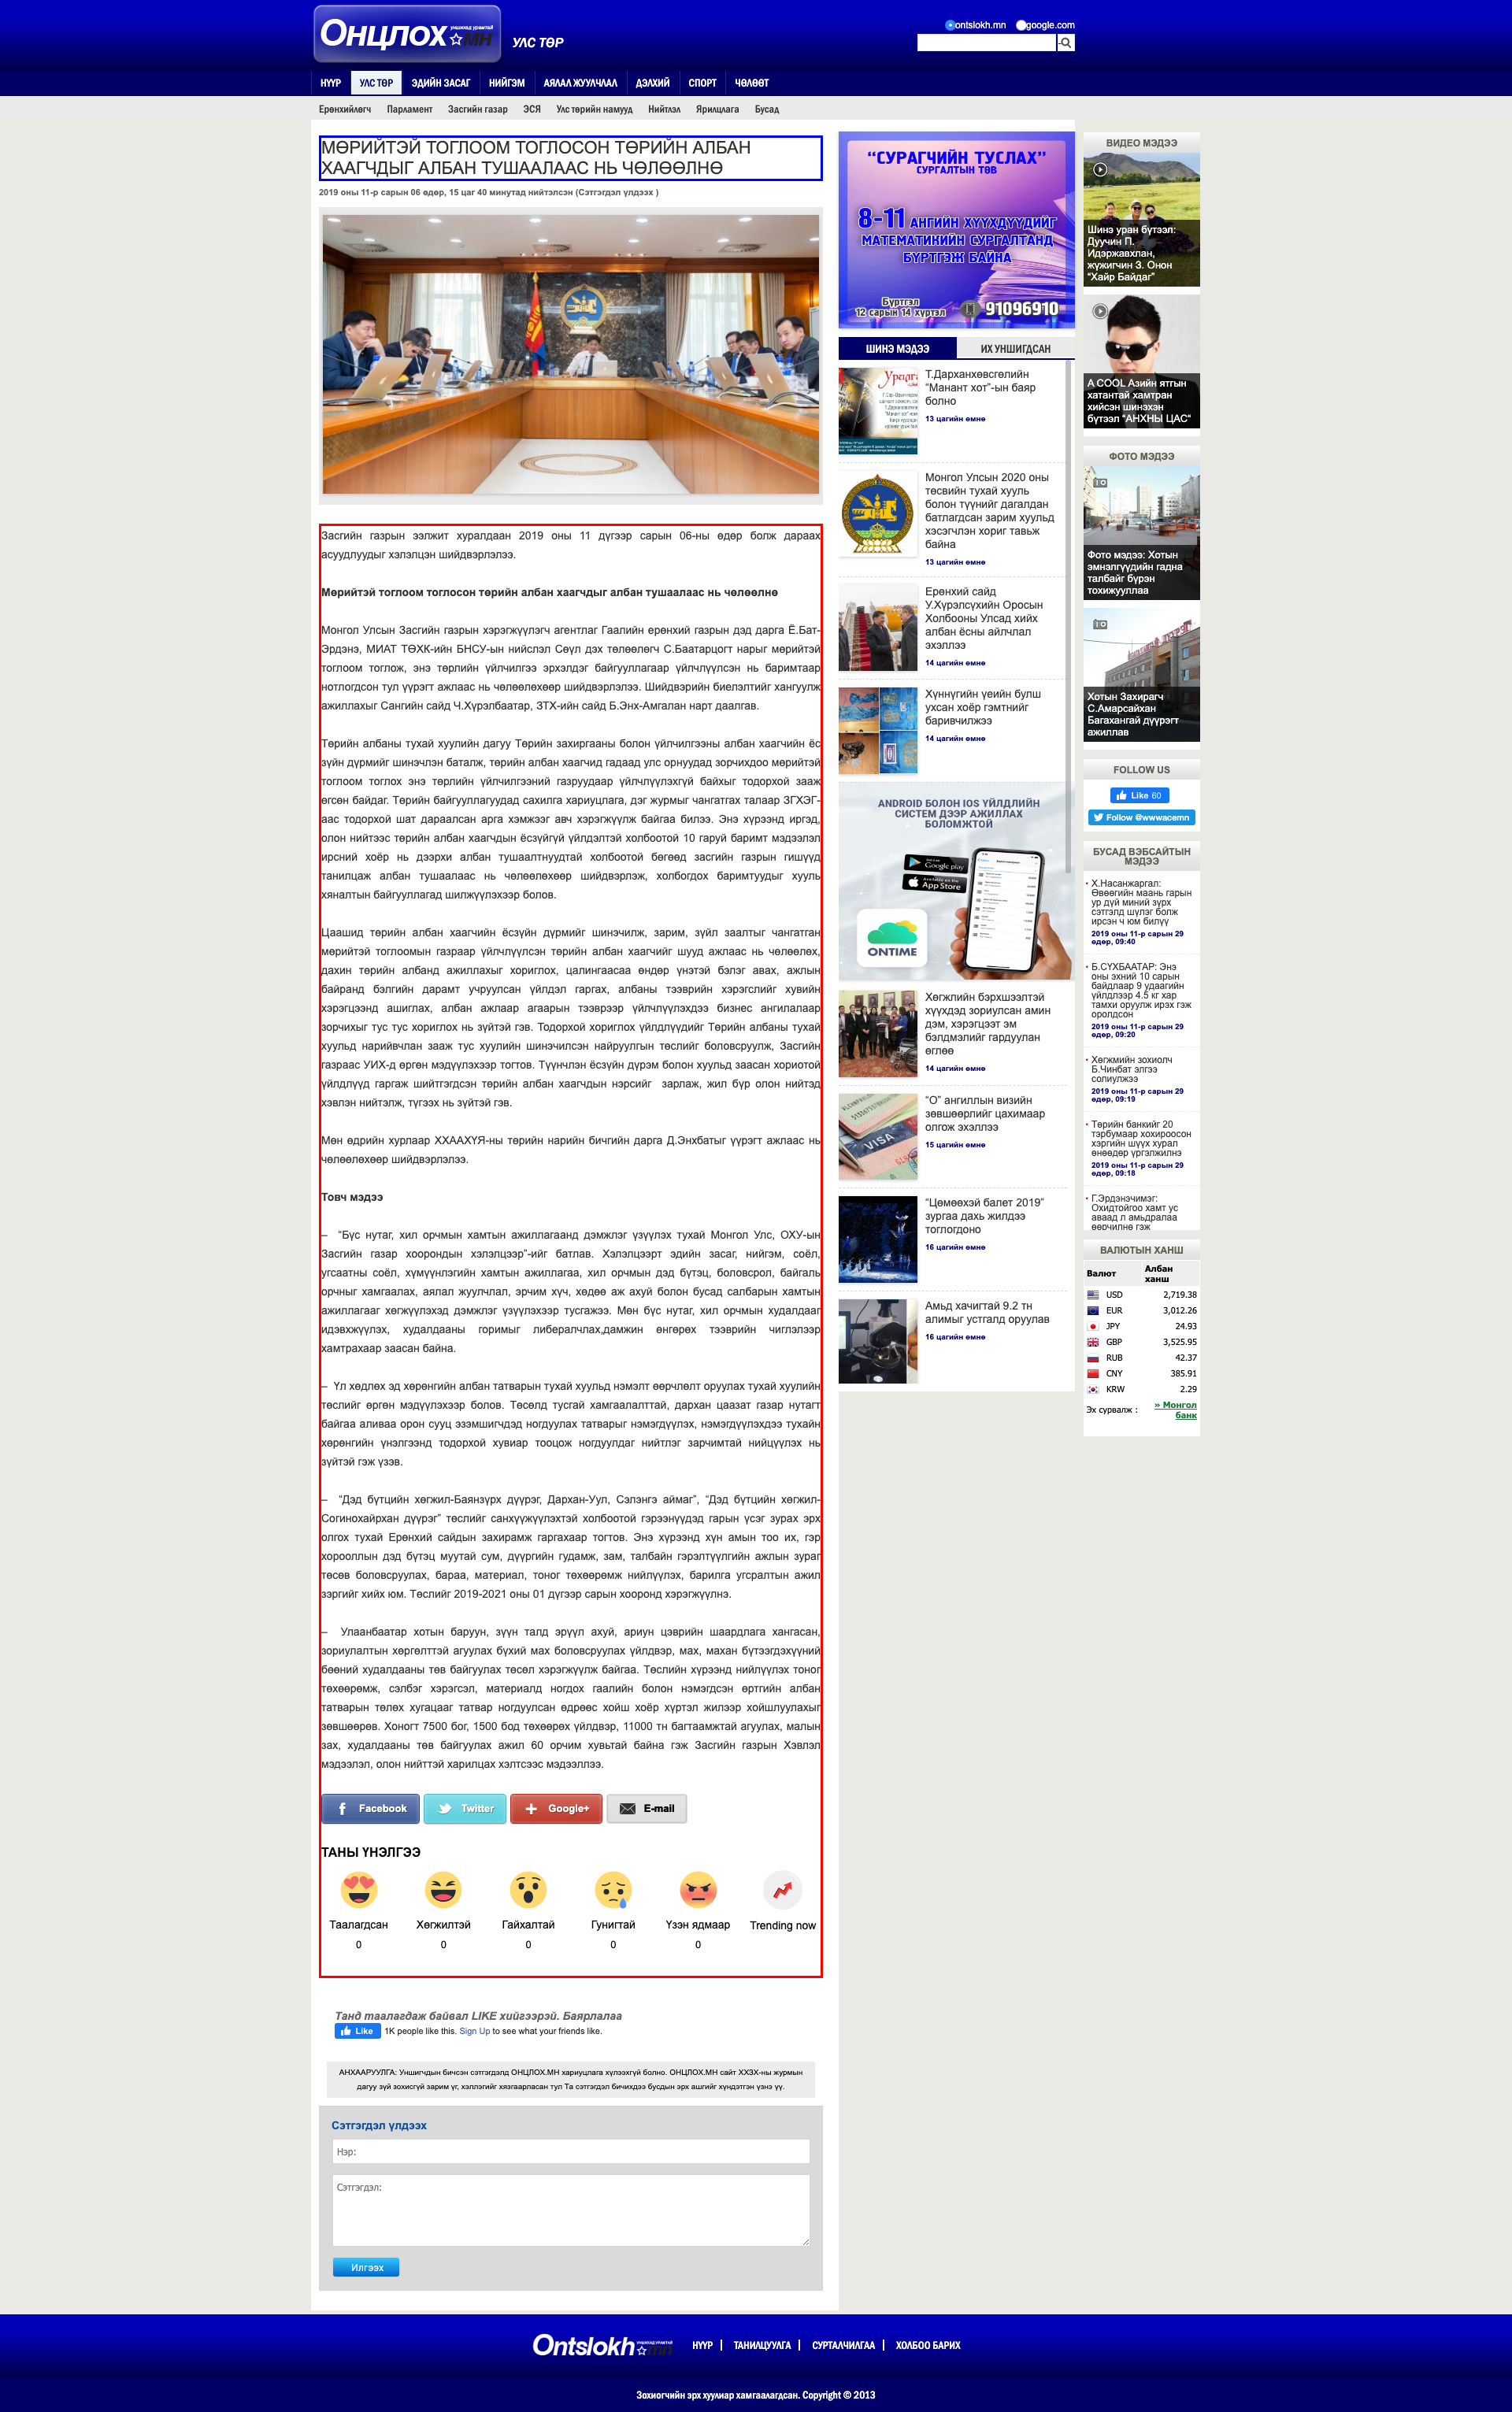 Онцлох
УЛС ТӨР
ontslokh.mn google.com
НҮҮР УЛС ТӨР ЭДИЙН ЗАСАГ НИЙГЭМ АЯЛАЛ ЖУУЛЧЛАЛ ДЭЛХИЙ СПОРТ ЧӨЛӨӨТ
Ерөнхийлөгч Парламент Засгийн газар ЭСЯ Улс төрийн намууд Нийтлэл Ярилцлага Бусад
МӨРИЙТЭЙ ТОГЛООМ ТОГЛОСОН ТӨРИЙН АЛБАН
ХААГЧДЫГ АЛБАН ТУШААЛААС НЬ ЧӨЛӨӨЛНӨ
2019 оны 11-р сарын 06 өдөр, 15 цаг 40 минутад нийтэлсэн (Сэтгэгдэл үлдээх )
Засгийн газрын ээлжит хуралдаан 2019 оны 11 дүгээр сарын 06-ны өдөр болж дараах
асуудлуудыг хэлэлцэн шийдвэрлэлээ.
Мөрийтэй тоглоом тоглосон төрийн албан хаагчдыг албан тушаалаас нь чөлөөлнө
Монгол Улсын Засгийн газрын хэрэгжүүлэгч агентлаг Гаалийн ерөнхий газрын дэд дарга Ё.Бат-
Эрдэнэ, МИАТ ТӨХК-ийн БНСУ-ын нийслэл Сөүл дэх төлөөлөгч С.Баатарцогт нарыг мөрийтэй
тоглоом тоглож, энэ төрлийн үйлчилгээ эрхэлдэг байгууллагаар үйлчлүүлсэн нь баримтаар
нотлогдсон тул үүрэгт ажлаас нь чөлөөлөхөөр шийдвэрлэлээ. Шийдвэрийн биелэлтийг хангуулж
ажиллахыг Сангийн сайд Ч.Хүрэлбаатар, ЗТХ-ийн сайд Б.Энх-Амгалан нарт даалгав.
Төрийн албаны тухай хуулийн дагуу Төрийн захиргааны болон үйлчилгээны албан хаагчийн ёс
зүйн дүрмийг шинэчлэн баталж, төрийн албан хаагчид гадаад улс орнуудад зорчихдоо мөрийтэй
тоглоом тоглох энэ төрлийн үйлчилгээний газруудаар үйлчлүүлэхгүй байхыг тодорхой зааж
өгсөн байдаг. Төрийн байгууллагуудад сахилга хариуцлага, дэг журмыг чангатгах талаар ЗГХЭГ-
аас тодорхой шат дараалсан арга хэмжээг авч хэрэгжүүлж байгаа билээ. Энэ хүрээнд иргэд,
олон нийтээс төрийн албан хаагчдын ёсзүйгүй үйлдэлтэй холбоотой 10 гаруй баримт мэдээлэл
ирсний хоёр нь дээрхи албан тушаалтнуудтай холбоотой бөгөөд засгийн газрын гишүүд
танилцаж албан тушаалаас нь чөлөөлөхөөр шийдвэрлэж, холбогдох баримтуудыг хууль
хяналтын байгууллагад шилжүүлэхээр болов.
Цаашид төрийн албан хаагчийн ёсзүйн дүрмийг шинэчилж, зарим, зүйл заалтыг чангатган
мөрийтэй тоглоомын газраар үйлчлүүлсэн төрийн албан хаагчийг шууд ажлаас нь чөлөөлөх,
дахин төрийн албанд ажиллахыг хориглох, цалингаасаа өндөр үнэтэй бэлэг авах, ажлын
байранд бэлгийн дарамт учруулсан үйлдэл гаргах, албаны тээврийн хэрэгслийг хувийн
хэрэгцээнд ашиглах, албан ажлаар агаарын тээврээр үйлчлүүлэхдээ бизнес ангилалаар
зорчихыг тус тус хориглох нь зүйтэй гэв. Тодорхой хориглох үйлдлүүдийг Төрийн албаны тухай
хуульд нарийвчлан зааж тус хуулийн шинэчилсэн найруулгын төслийг боловсруулж, Засгийн
газраас УИХ-д өргөн мэдүүлэхээр тогтов. Түүнчлэн ёсзүйн дүрэм болон хуульд заасан хориотой
үйлдлүүд гаргаж шийтгэгдсэн төрийн албан хаагчдын нэрсийг зарлаж, жил бүр олон нийтэд
хэвлэн нийтэлж, түгээх нь зүйтэй гэв.
Мөн өдрийн хурлаар ХХААХҮЯ-ны төрийн нарийн бичгийн дарга Д.Энхбатыг үүрэгт ажлаас нь
чөлөөлөхөөр шийдвэрлэлээ.
Товч мэдээ
– “Бүс нутаг, хил орчмын хамтын ажиллагаанд дэмжлэг үзүүлэх тухай Монгол Улс, ОХУ-ын
Засгийн газар хоорондын хэлэлцээр”-ийг батлав. Хэлэлцээрт эдийн засаг, нийгэм, соёл,
угсаатны соёл, хүмүүнлэгийн хамтын ажиллагаа, хил орчмын дэд бүтэц, боловсрол, байгаль
орчныг хамгаалах, аялал жуулчлал, эрчим хүч, хөдөө аж ахуй болон бусад салбарын хамтын
ажиллагааг хөгжүүлэхэд дэмжлэг үзүүлэхээр тусгажээ. Мөн бүс нутаг, хил орчмын худалдааг
идэвхжүүлэх, худалдааны горимыг либералчлах,дамжин өнгөрөх тээврийн чиглэлээр
хамтрахаар заасан байна.
– Үл хөдлөх эд хөрөнгийн албан татварын тухай хуульд нэмэлт өөрчлөлт оруулах тухай хуулийн
төслийг өргөн мэдүүлэхээр болов. Төсөлд тусгай хамгаалалттай, дархан цаазат газар нутагт
байгаа аливаа орон сууц эзэмшигчдэд ногдуулах татварыг нэмэгдүүлэх, нэмэгдүүлэхдээ тухайн
хөрөнгийн үнэлгээнд тодорхой хувиар тооцож ногдуулдаг нийтлэг зарчимтай нийцүүлэх нь
зүйтэй гэж үзэв.
– “Дэд бүтцийн хөгжил-Баянзүрх дүүрэг, Дархан-Уул, Сэлэнгэ аймаг”, “Дэд бүтцийн хөгжил-
Согинохайрхан дүүрэг” төслийг санхүүжүүлэхтэй холбоотой гэрээнүүдэд гарын үсэг зурах эрх
олгох тухай Ерөнхий сайдын захирамж гаргахаар тогтов. Энэ хүрээнд хүн амын тоо их, гэр
хорооллын дэд бүтэц муутай сум, дүүргийн гудамж, зам, талбайн гэрэлтүүлгийн ажлын зураг
төсөв боловсруулах, бараа, материал, тоног төхөөрөмж нийлүүлэх, барилга угсралтын ажил
зэргийг хийх юм. Төслийг 2019-2021 оны 01 дүгээр сарын хооронд хэрэгжүүлнэ.
– Улаанбаатар хотын баруун, зүүн талд эрүүл ахуй, ариун цэврийн шаардлага хангасан,
зориулалтын хөргөлттэй агуулах бүхий мах боловсруулах үйлдвэр, мах, махан бүтээгдэхүүний
бөөний худалдааны төв байгуулах төсөл хэрэгжүүлж байгаа. Төслийн хүрээнд нийлүүлэх тоног
төхөөрөмж, сэлбэг хэрэгсэл, материалд ногдох гаалийн болон нэмэгдсэн өртгийн албан
татварын төлөх хугацааг татвар ногдуулсан өдрөөс хойш хоёр хүртэл жилээр хойшлуулахыг
зөвшөөрөв. Хоногт 7500 бог, 1500 бод төхөөрөх үйлдвэр, 11000 тн багтаамжтай агуулах, малын
зах, худалдааны төв байгуулах ажил 60 орчим хувьтай байна гэж Засгийн газрын Хэвлэл
мэдээлэл, олон нийттэй харилцах хэлтсээс мэдээллээ.
Facebook Twitter Google+ E-mail
ТАНЫ ҮНЭЛГЭЭ
Таалагдсан Хөгжилтэй Гайхалтай Гунигтай Үзэн ядмаар Trending now
0 0 0 0 0
Танд таалагдаж байвал LIKE хийгээрэй. Баярлалаа
Like 1K people like this. Sign Up to see what your friends like.
АНХААРУУЛГА: Уншигчдын бичсэн сэтгэгдэлд ОНЦЛОХ.МН хариуцлага хүлээхгүй болно. ОНЦЛОХ.МН сайт ХХЗХ-ны журмын
дагуу зүй зохисгүй зарим үг, хэллэгийг хязгаарласан тул Та сэтгэгдэл бичихдээ бусдын эрх ашгийг хүндэтгэн үзнэ үү.
Сэтгэгдэл үлдээх
Нэр:
Сэтгэгдэл:
Илгээх
“СУРАГЧИЙН ТУСЛАХ”
СУРГАЛТЫН ТӨВ
8-11 АНГИЙН ХҮҮХДҮҮДИЙГ
МАТЕМАТИКИЙН СУРГАЛТАНД
БҮРТГЭЖ БАЙНА
Бүртгэл
12 сарын 14 хүртэл 91096910
ШИНЭ МЭДЭЭ ИХ УНШИГДСАН
Т.Дарханхөвсгөлийн
“Манант хот”-ын баяр
болно
13 цагийн өмнө
Монгол Улсын 2020 оны
төсвийн тухай хууль
болон түүнийг дагалдан
батлагдсан зарим хуульд
хэсэгчлэн хориг тавьж
байна
13 цагийн өмнө
Ерөнхий сайд
У.Хүрэлсүхийн Оросын
Холбооны Улсад хийх
албан ёсны айлчлал
эхэллээ
14 цагийн өмнө
Хүннүгийн үеийн булш
ухсан хоёр гэмтнийг
баривчилжээ
14 цагийн өмнө
ANDROID БОЛОН IOS ҮЙЛДЛИЙН
СИСТЕМ ДЭЭР АЖИЛЛАХ
БОЛОМЖТОЙ
Google play
App Store
ONTIME
Хөгжлийн бэрхшээлтэй
хүүхдэд зориулсан амин
дэм, хэрэгцээт эм
бэлдмэлийг гардуулан
өглөө
14 цагийн өмнө
VISA
“О” ангиллын визийн
зөвшөөрлийг цахимаар
олгож эхэллээ
15 цагийн өмнө
“Цөмөөхэй балет 2019”
зургаа дахь жилдээ
тоглогдоно
16 цагийн өмнө
Амьд хачигтай 9.2 тн
алимыг устгалд оруулав
16 цагийн өмнө
ВИДЕО МЭДЭЭ
Шинэ уран бүтээл:
Дуучин П.
Идэржавхлан,
жүжигчин З. Онон
“Хайр Байдаг”
A COOL Азийн ятгын
хатантай хамтран
хийсэн шинэхэн
бүтээл “АНХНЫ ЦАС”
ФОТО МЭДЭЭ
Фото мэдээ: Хотын
эмнэлгүүдийн гадна
талбайг бүрэн
тохижууллаа
Хотын Захирагч
С.Амарсайхан
Багахангай дүүрэгт
ажиллав
FOLLOW US
Like 60
Follow @wwwacemn
БУСАД ВЭБСАЙТЫН
МЭДЭЭ
Х.Насанжаргал:
Өвөөгийн маань гарын
ур дүй миний зүрх
сэтгэлд шүлэг болж
ирсэн ч юм билүү
2019 оны 11-р сарын 29
өдөр, 09:40
Б.СҮХБААТАР: Энэ
оны эхний 10 сарын
байдлаар 9 удаагийн
үйлдлээр 4.5 кг хар
тамхи оруулж ирэх гэж
оролдсон
2019 оны 11-р сарын 29
өдөр, 09:20
Хөгжмийн зохиолч
Б.Чинбат элгээ
солиулжээ
2019 оны 11-р сарын 29
өдөр, 09:19
Төрийн банкийг 20
тэрбумаар хохироосон
хэргийн шүүх хурал
өнөөдөр үргэлжилнэ
2019 оны 11-р сарын 29
өдөр, 09:18
Г.Эрдэнэчимэг:
Охидтойгоо хамт ус
аваад л амьдралаа
өөрчилнө гэж
ВАЛЮТЫН ХАНШ
Валют Албан
ханш
USD 2,719.38
EUR 3,012.26
JPY 24.93
GBP 3,525.95
RUB 42.37
CNY 385.91
KRW 2.29
Эх сурвалж : » Монгол
банк
Ontslokh
НҮҮР | ТАНИЛЦУУЛГА | СУРТАЛЧИЛГАА | ХОЛБОО БАРИХ
Зохиогчийн эрх хуулиар хамгаалагдсан. Copyright © 2013